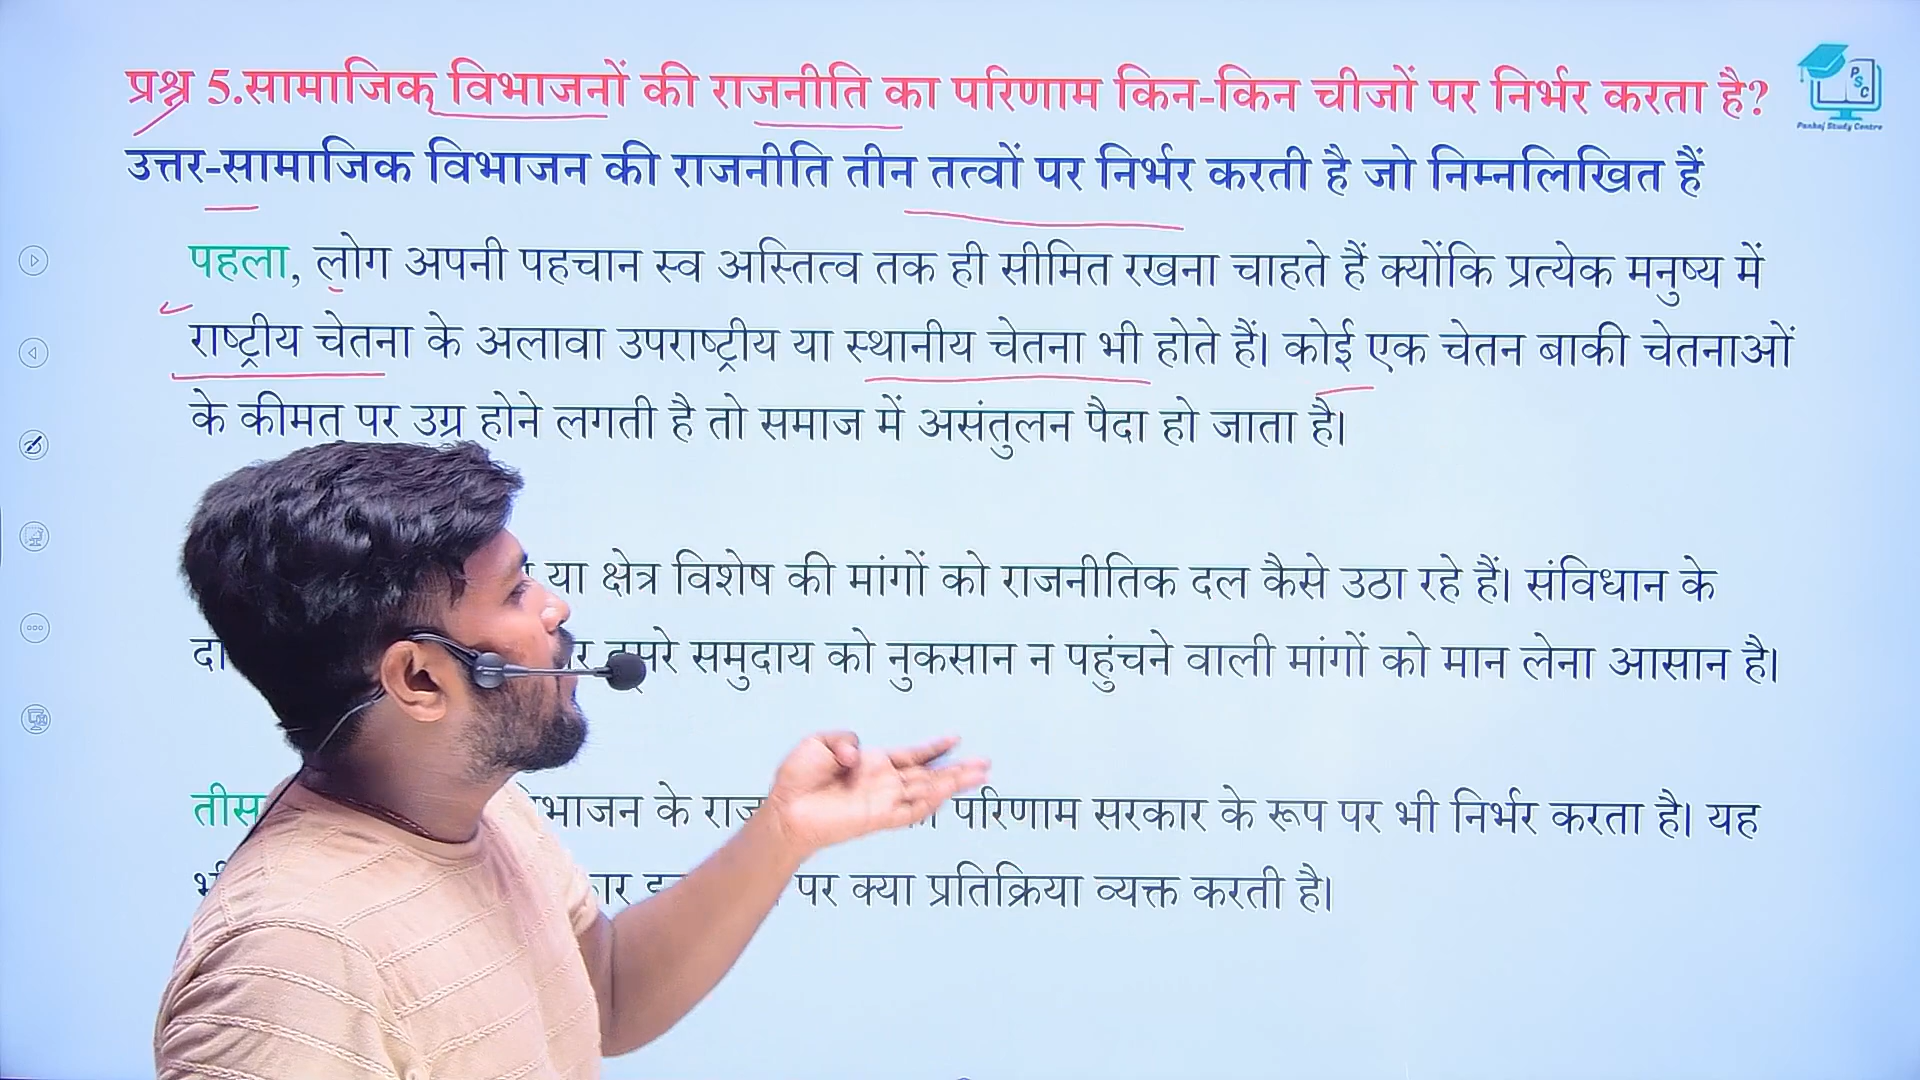 प्रश्न 5.सामाजिक विभाजनों की राजनीति का परिणाम किन-किन चीजों पर निर्भर करता है?
PSC
Pankaj Study Centre
उत्तर-सामाजिक विभाजन की राजनीति तीन तत्वों पर निर्भर करती है जो निम्नलिखित हैं
पहला, लोग अपनी पहचान स्व अस्तित्व तक ही सीमित रखना चाहते हैं क्योंकि प्रत्येक मनुष्य में
राष्ट्रीय चेतना के अलावा उपराष्ट्रीय या स्थानीय चेतना भी होते हैं। कोई एक चेतन बाकी चेतनाओं
के कीमत पर उग्र होने लगती है तो समाज में असंतुलन पैदा हो जाता है।
या क्षेत्र विशेष की मांगों को राजनीतिक दल कैसे उठा रहे हैं। संविधान के
समुदाय को नुकसान न पहुंचने वाली मांगों को मान लेना आसान है।
के परिणाम सरकार के रूप पर भी निर्भर करता है। यह
पर क्या प्रतिक्रिया व्यक्त करती है।